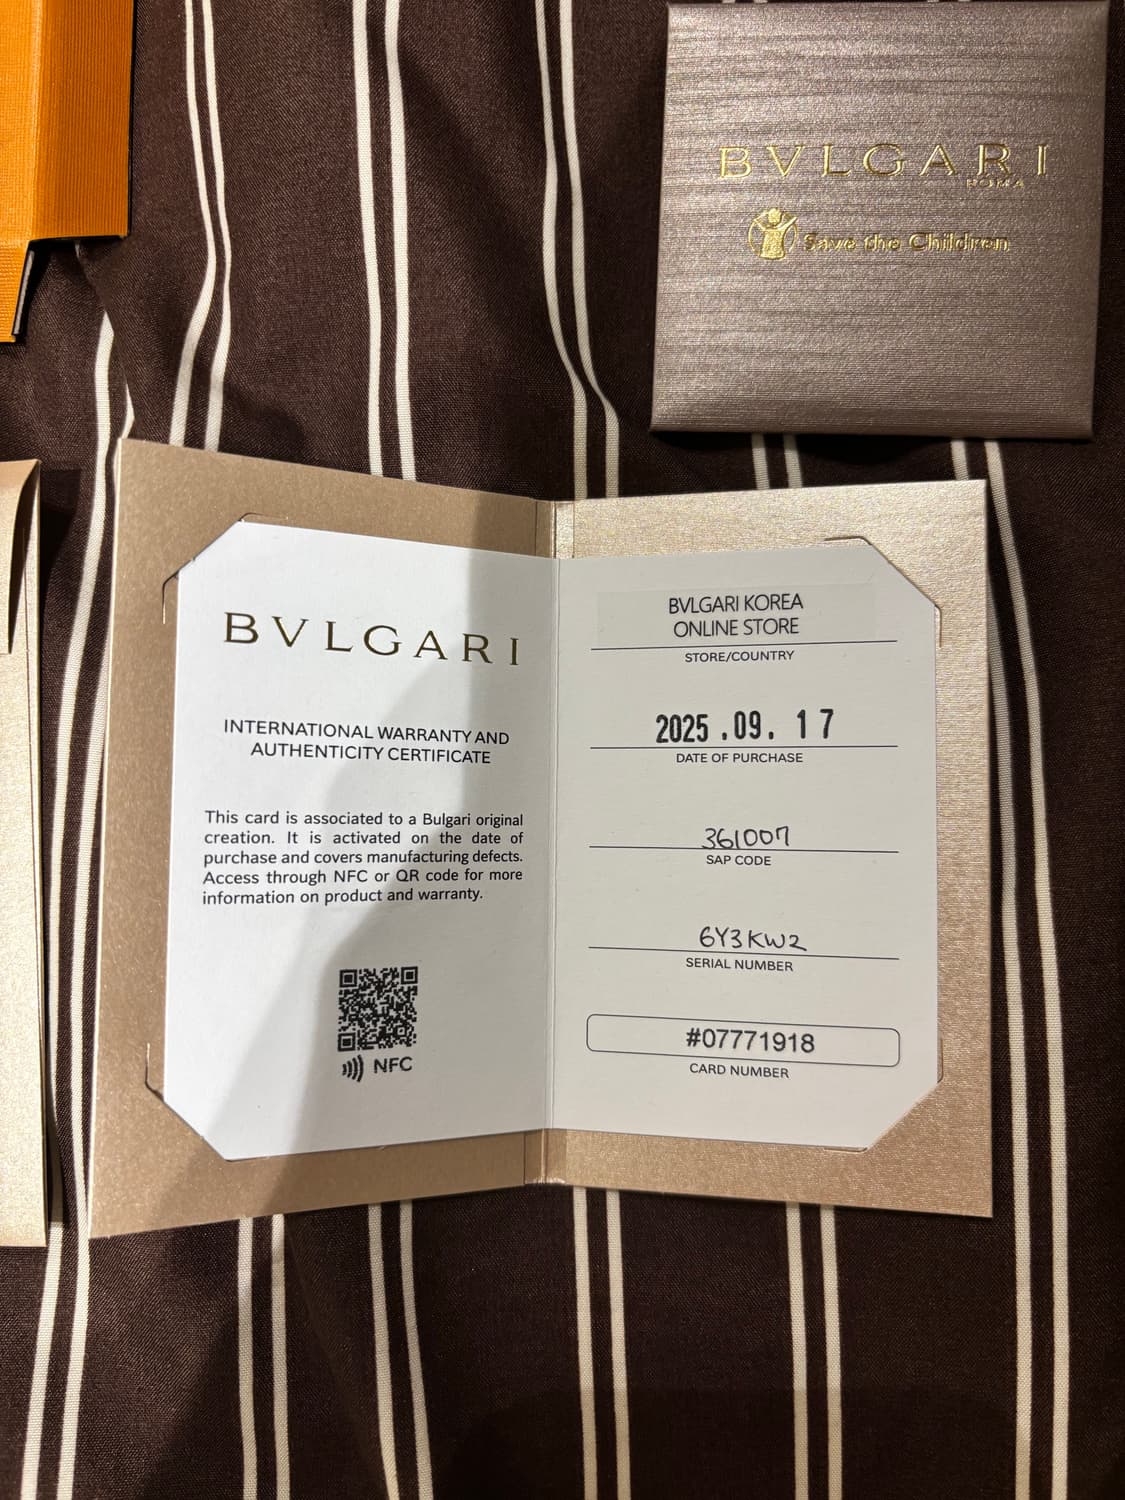 BVLGARI
ROMA
Save the Children
BVLGARI
INTERNATIONAL WARRANTY AND
AUTHENTICITY CERTIFICATE
This card is associated to a Bulgari original
creation. It is activated on the date of
purchase and covers manufacturing defects.
Access through NFC or QR code for more
information on product and warranty.
NFC
BVLGARI KOREA
ONLINE STORE
STORE/COUNTRY
2025.09.17
DATE OF PURCHASE
361007
SAP CODE
6Y3KW2
SERIAL NUMBER
#07771918
CARD NUMBER